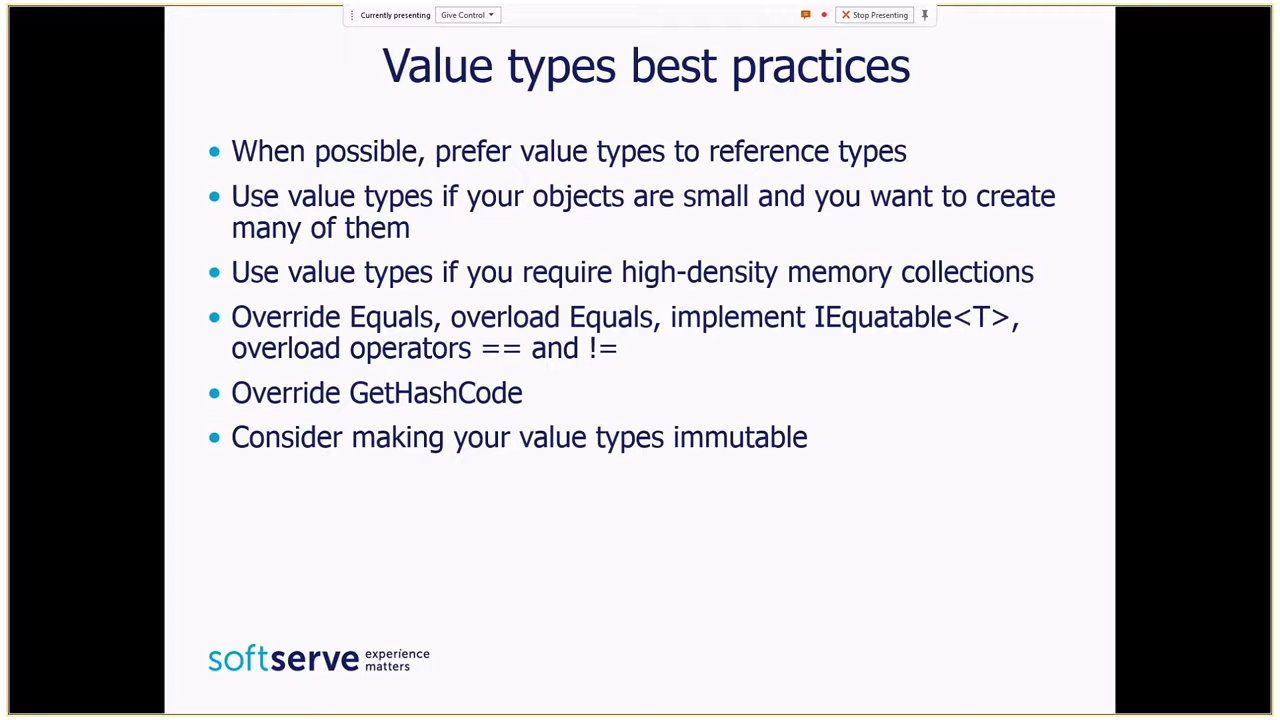 Currently presenting Give Control Stop Presenting
Value types best practices
When possible, prefer value types to reference types
Use value types if your objects are small and you want to create
many of them
Use value types if you require high-density memory collections
Override Equals, overload Equals, implement IEquatable<T>,
overload operators == and !=
Override GetHashCode
Consider making your value types immutable
softserve experience
matters